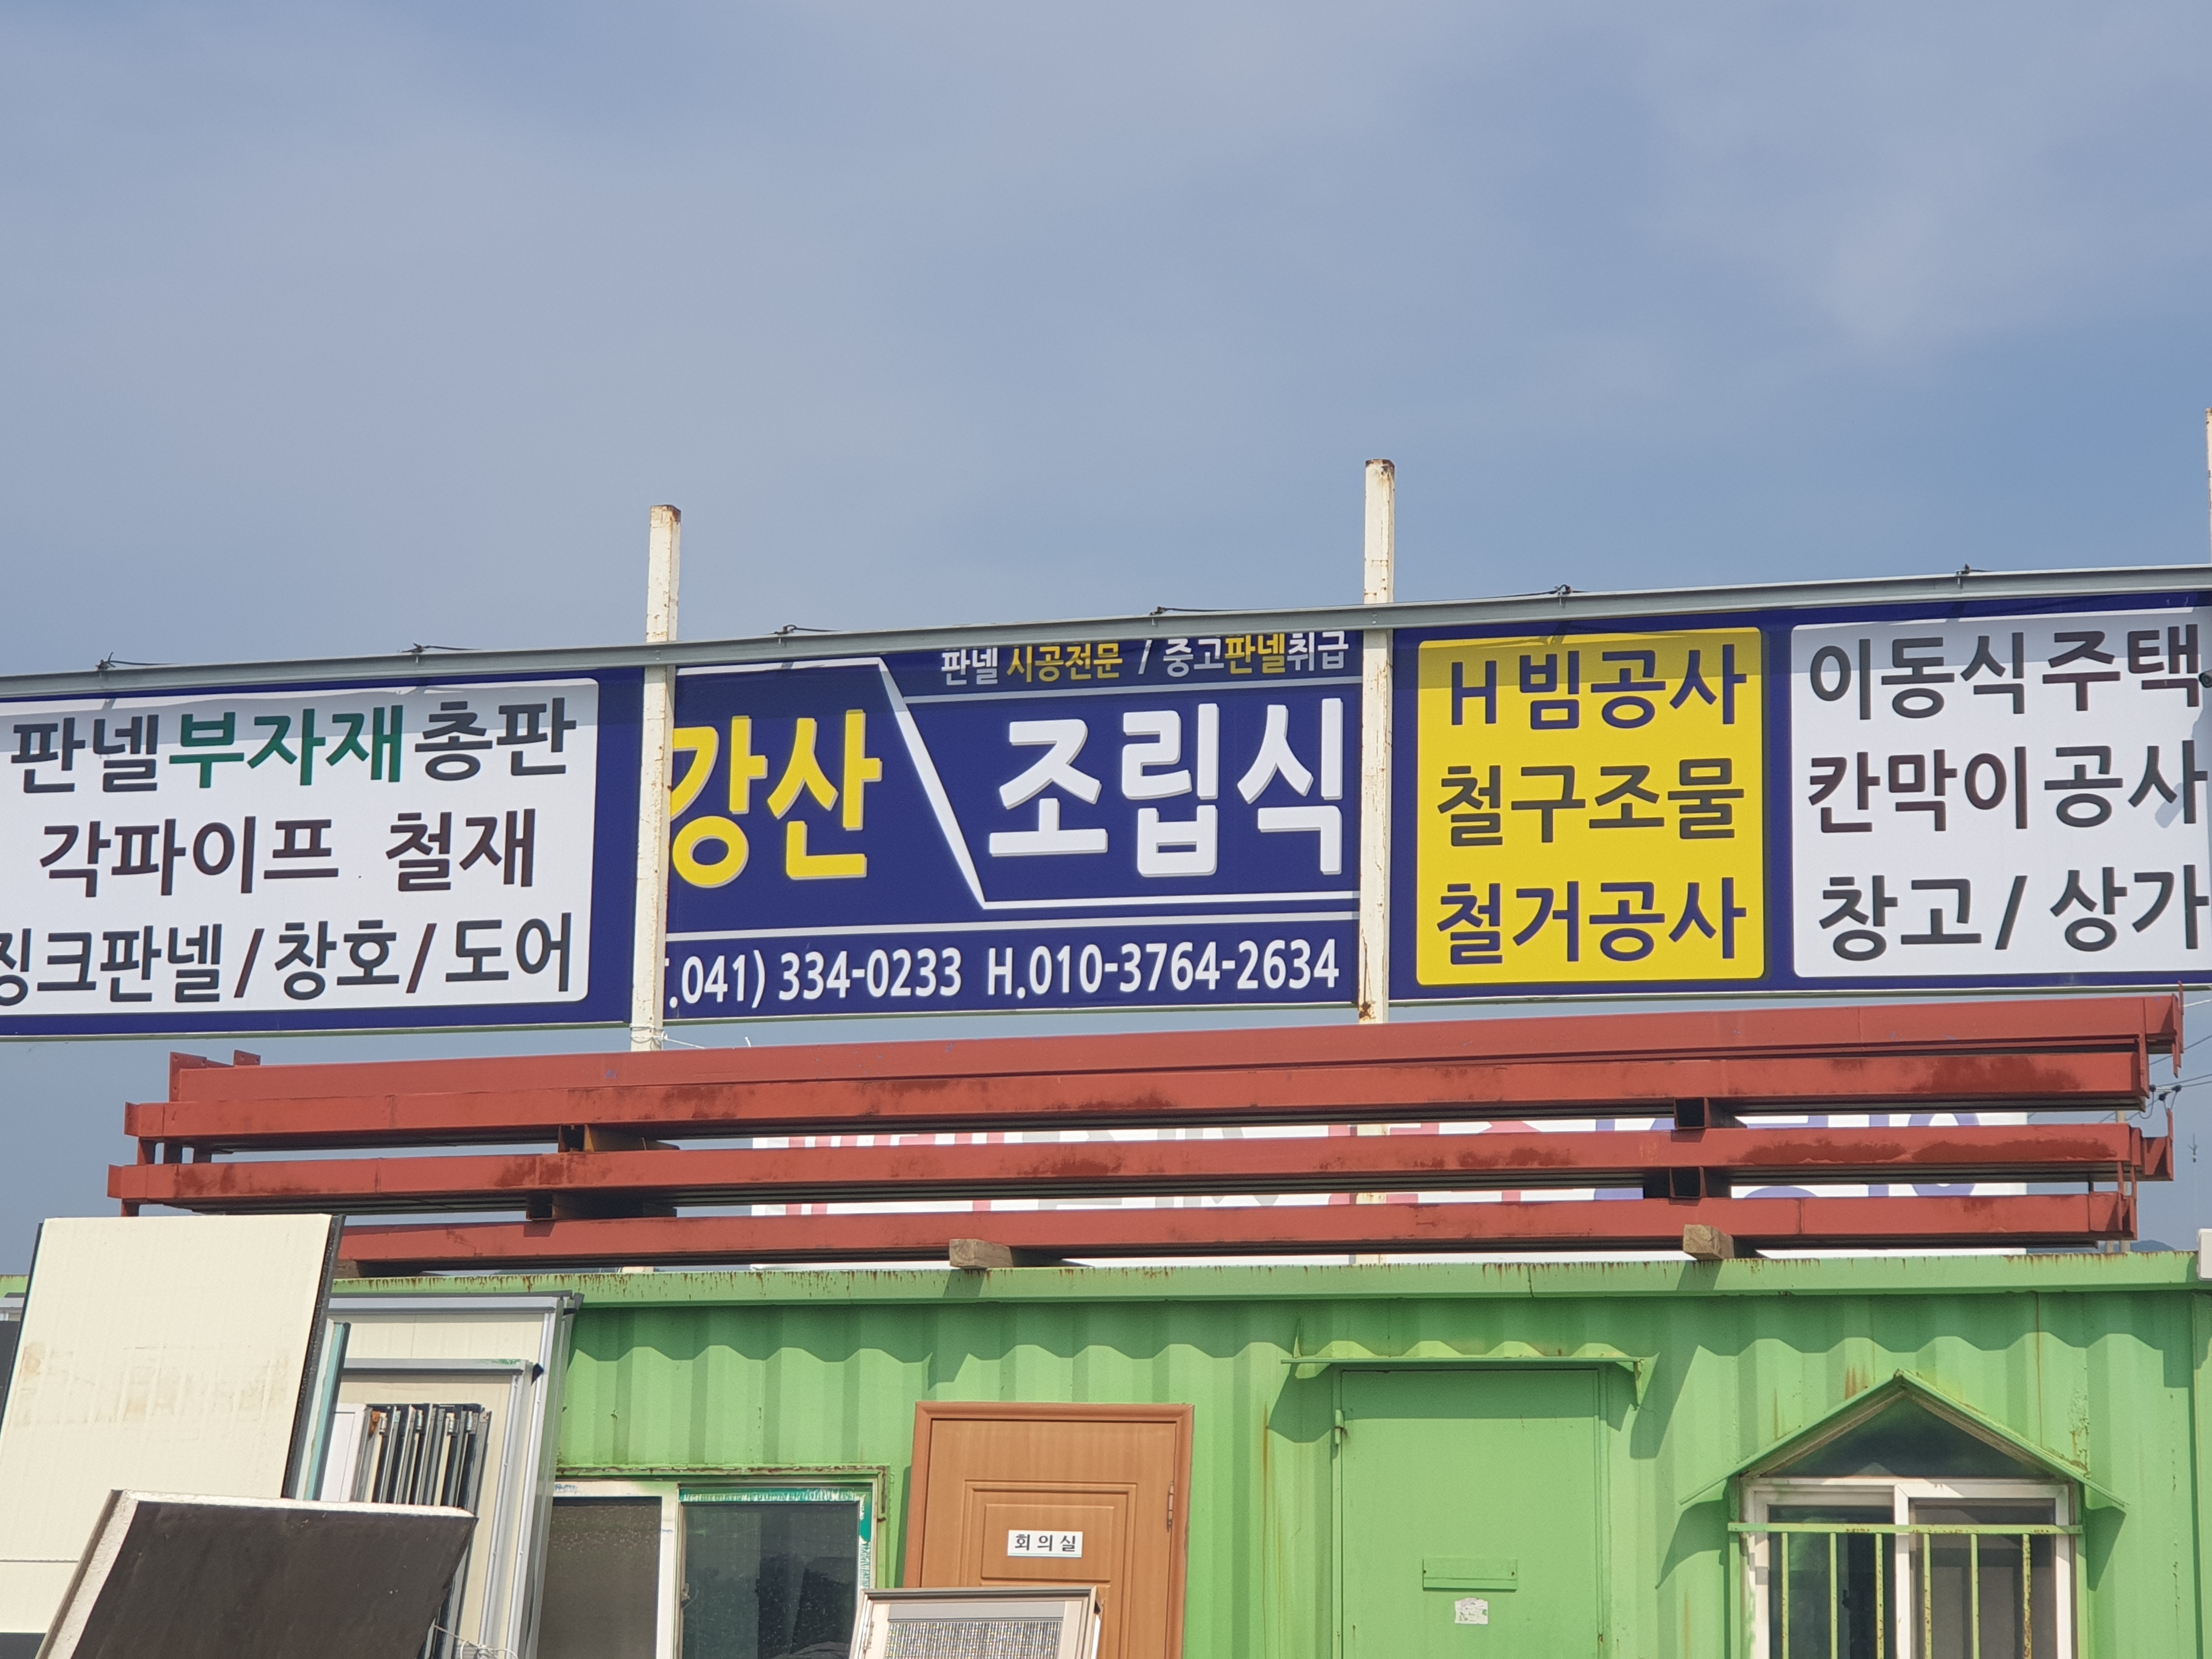 판넬부자재총판
각파이프 철재
징크판넬/창호/도어
판넬 시공전문 / 중고판넬취급
강산 조립식
.041) 334-0233 H.010-3764-2634
H빔공사
철구조물
철거공사
이동식주택
칸막이공사
창고/상가
회의실